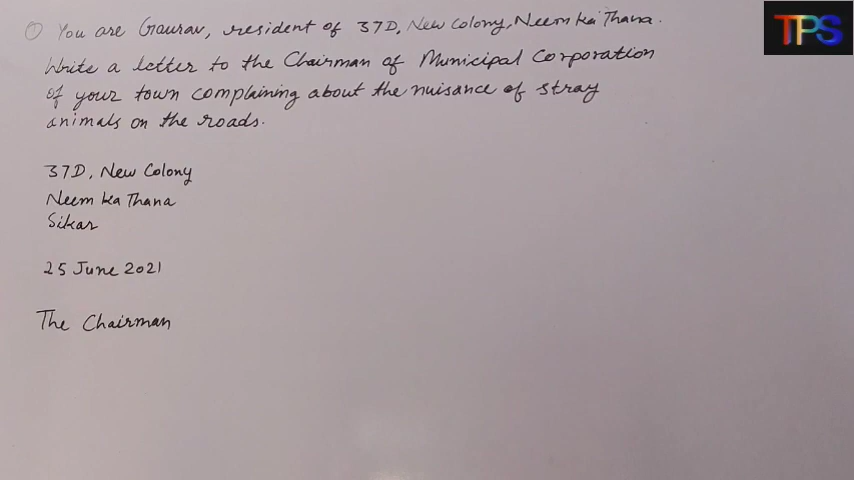 TPS
You are Gaurav, resident of 37D, New Colony, Neem ka Thana.
Write a letter to the Chairman of Municipal Corporation
of your town complaining about the nuisance of stray
animals on the roads.
37D, New Colony
Neem ka Thana
Sikar
25 June 2021
The Chairman